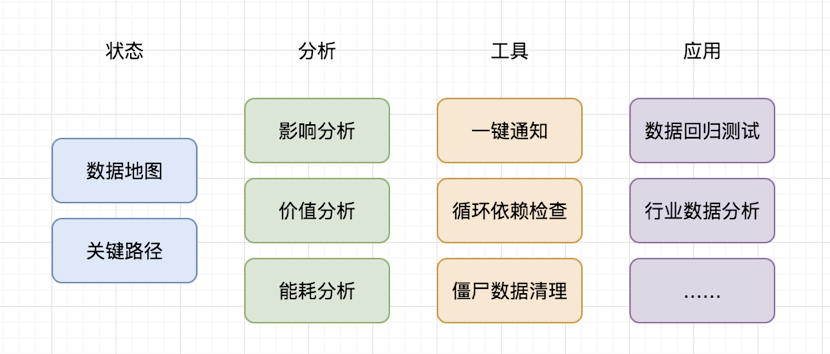 状态
分析
工具
应用
数据地图
关键路径
影响分析
价值分析
能耗分析
一键通知
循环依赖检查
僵尸数据清理
数据回归测试
行业数据分析
......